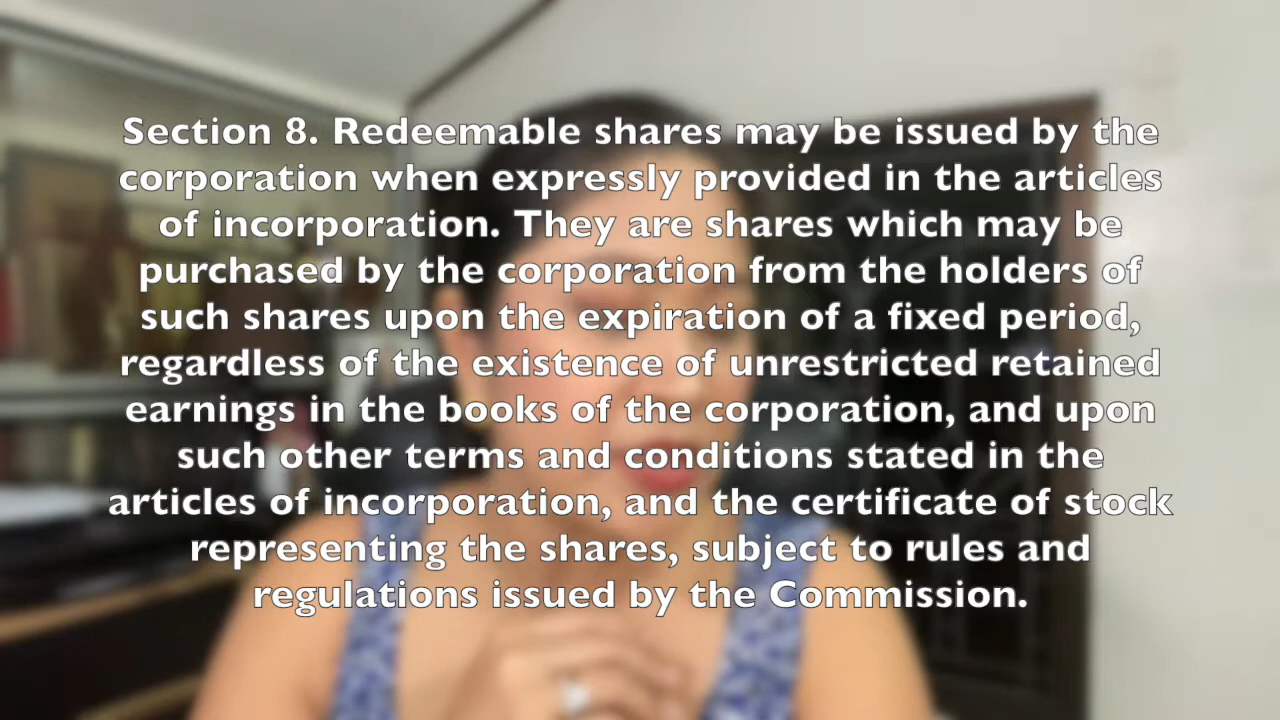 Section 8. Redeemable shares may be issued by the
corporation when expressly provided in the articles
of incorporation. They are shares which may be
purchased by the corporation from the holders of
such shares upon the expiration of a fixed period,
regardless of the existence of unrestricted retained
earnings in the books of the corporation, and upon
such other terms and conditions stated in the
articles of incorporation, and the certificate of stock
representing the shares, subject to rules and
regulations issued by the Commission.